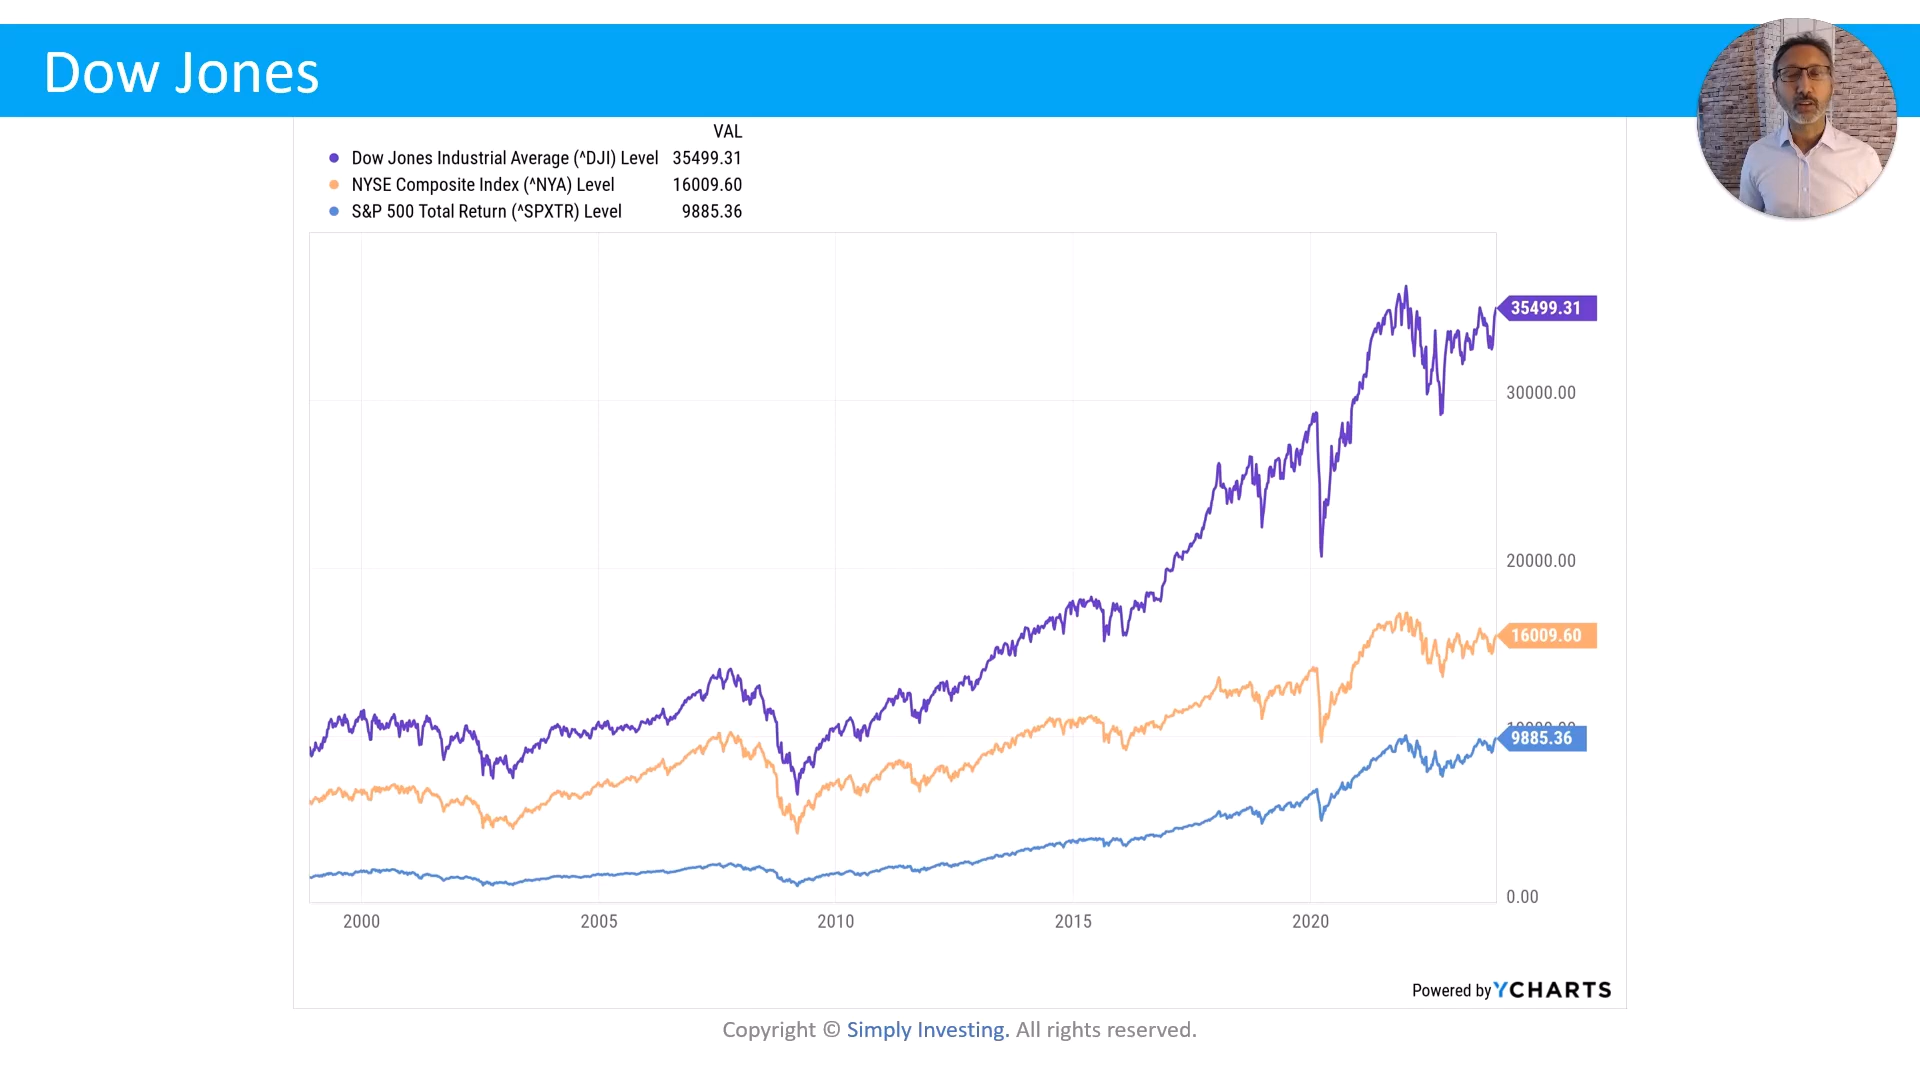 Dow Jones
VAL
Dow Jones Industrial Average (^DJI) Level 35499.31
NYSE Composite Index (^NYA) Level 16009.60
S&P 500 Total Return (^SPXTR) Level 9885.36
35499.31
30000.00
20000.00
16009.60
10000.00
9885.36
0.00
2000 2005 2010 2015 2020
Powered by YCHARTS
Copyright © Simply Investing. All rights reserved.